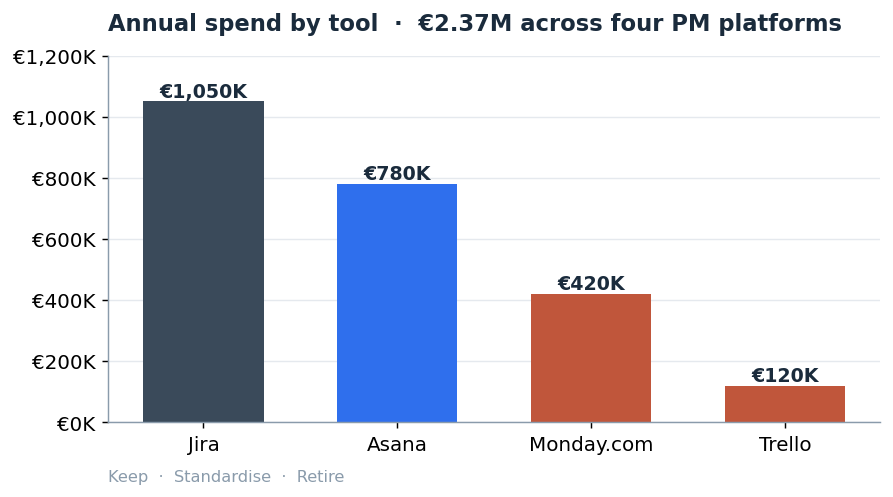 Annual spend by tool · €2.37M across four PM platforms
€1,200K
€1,000K
€800K
€600K
€400K
€200K
€0K
€1,050K
€780K
€420K
€120K
Jira
Asana
Monday.com
Trello
Keep · Standardise · Retire